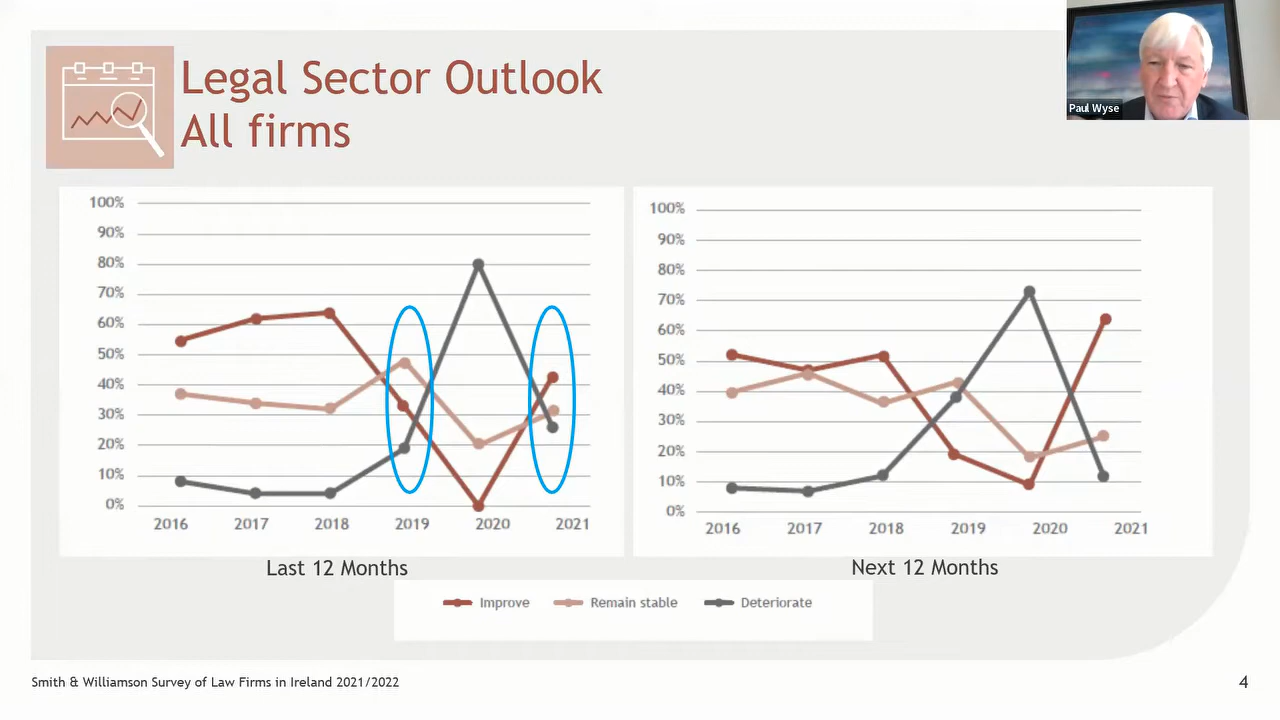 Legal Sector Outlook
All firms
Paul Wyse
100%
90%
80%
70%
60%
50%
40%
30%
20%
10%
0%
2016 2017 2018 2019 2020 2021
Last 12 Months
100%
90%
80%
70%
60%
50%
40%
30%
20%
10%
0%
2016 2017 2018 2019 2020 2021
Next 12 Months
Improve Remain stable Deteriorate
Smith & Williamson Survey of Law Firms in Ireland 2021/2022
4